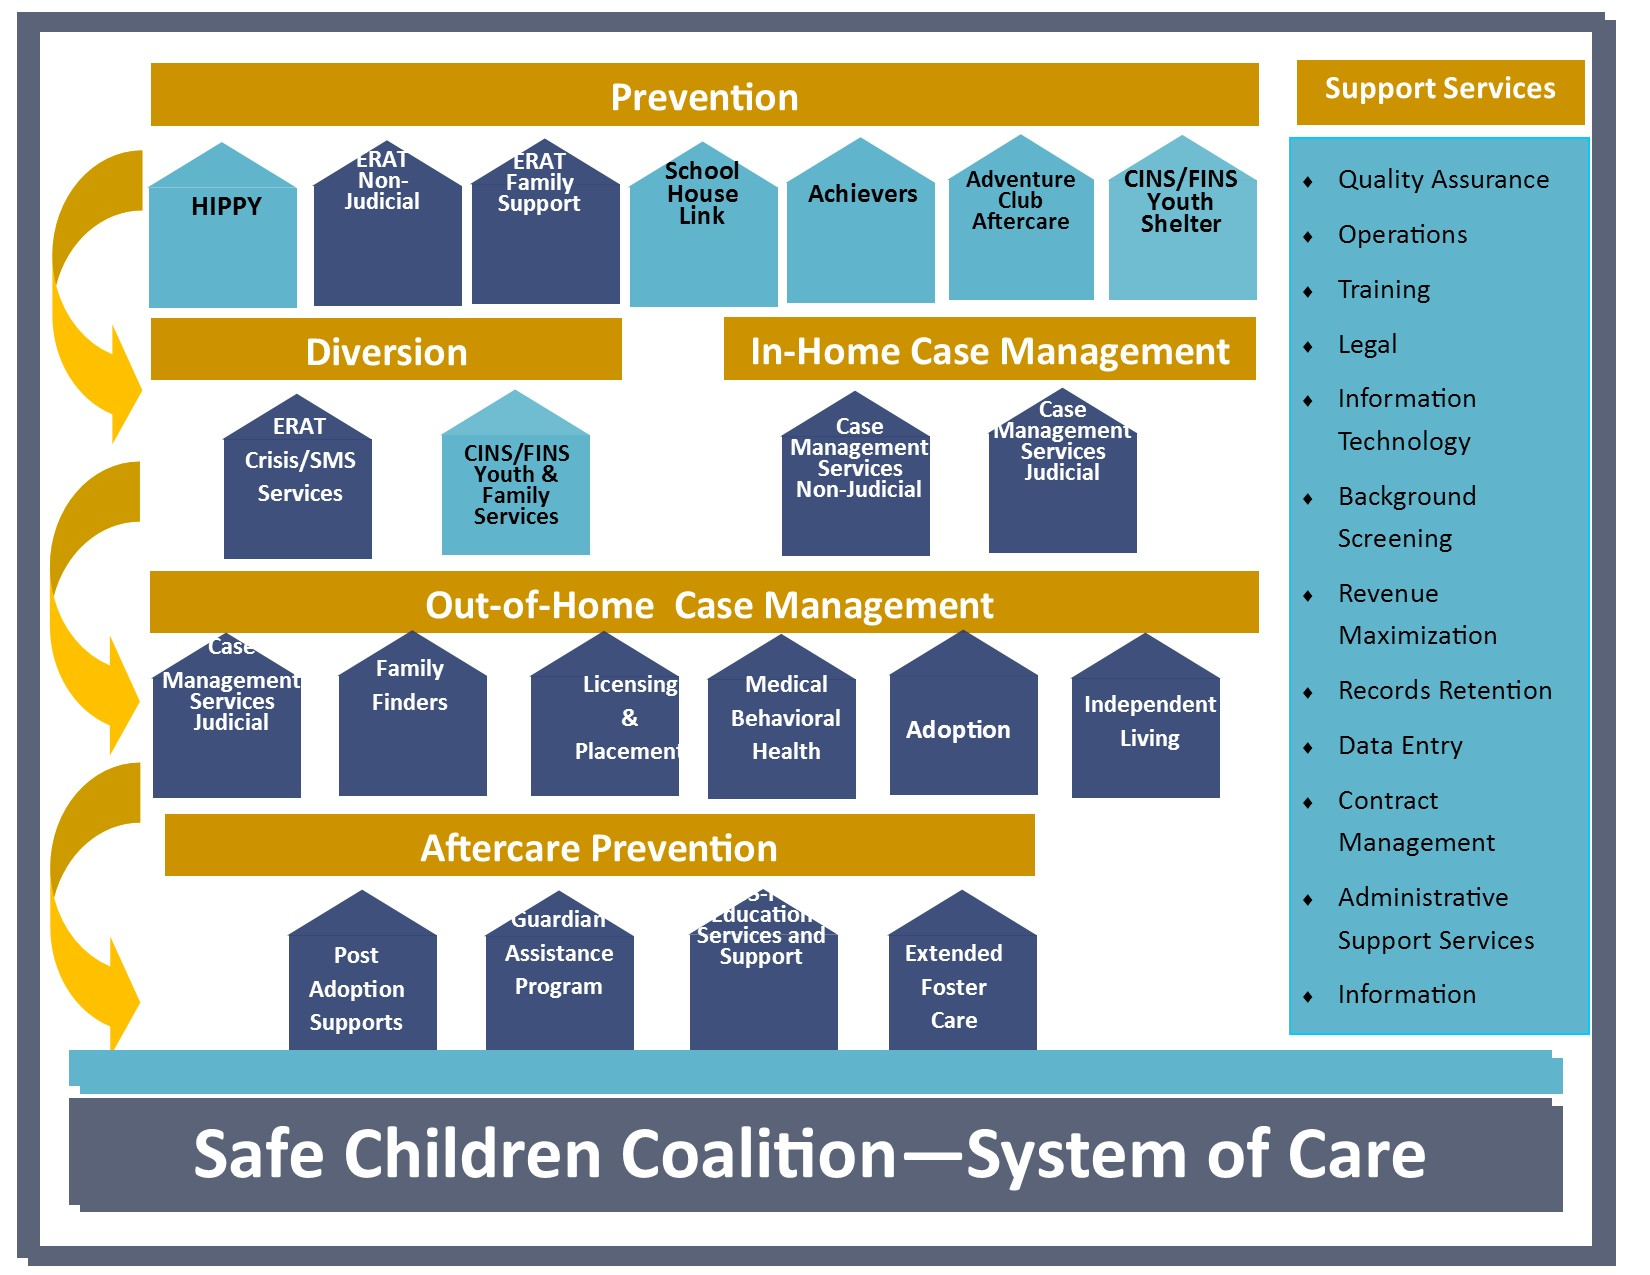 Prevention
HIPPY
ERAT
Non-
Judicial
ERAT
Family
Support
School
House
Link
Achievers
Adventure
Club
Aftercare
CINS/FINS
Youth
Shelter
Diversion
ERAT
Crisis/SMS
Services
CINS/FINS
Youth &
Family
Services
In-Home Case Management
Case
Management
Services
Non-Judicial
Case
Management
Services
Judicial
Out-of-Home  Case Management
Case
Management
Services
Judicial
Family
Finders
Licensing
&
Placement
Medical
Behavioral
Health
Adoption
Independent
Living
Aftercare Prevention
Post
Adoption
Supports
Guardian
Assistance
Program
Education
Services and
Support
Extended
Foster
Care
Support Services
♦ Quality Assurance
♦ Operations
♦ Training
♦ Legal
♦ Information
Technology
♦ Background
Screening
♦ Revenue
Maximization
♦ Records Retention
♦ Data Entry
♦ Contract
Management
♦ Administrative
Support Services
♦ Information
Safe Children Coalition—System of Care